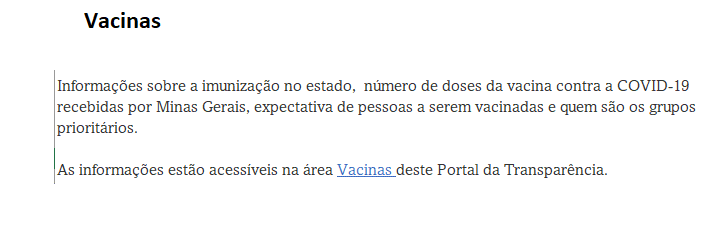 Vacinas
Informações sobre a imunização no estado,  número de doses da vacina contra a COVID-19
recebidas por Minas Gerais, expectativa de pessoas a serem vacinadas e quem são os grupos
prioritários.
As informações estão acessíveis na área Vacinas deste Portal da Transparência.